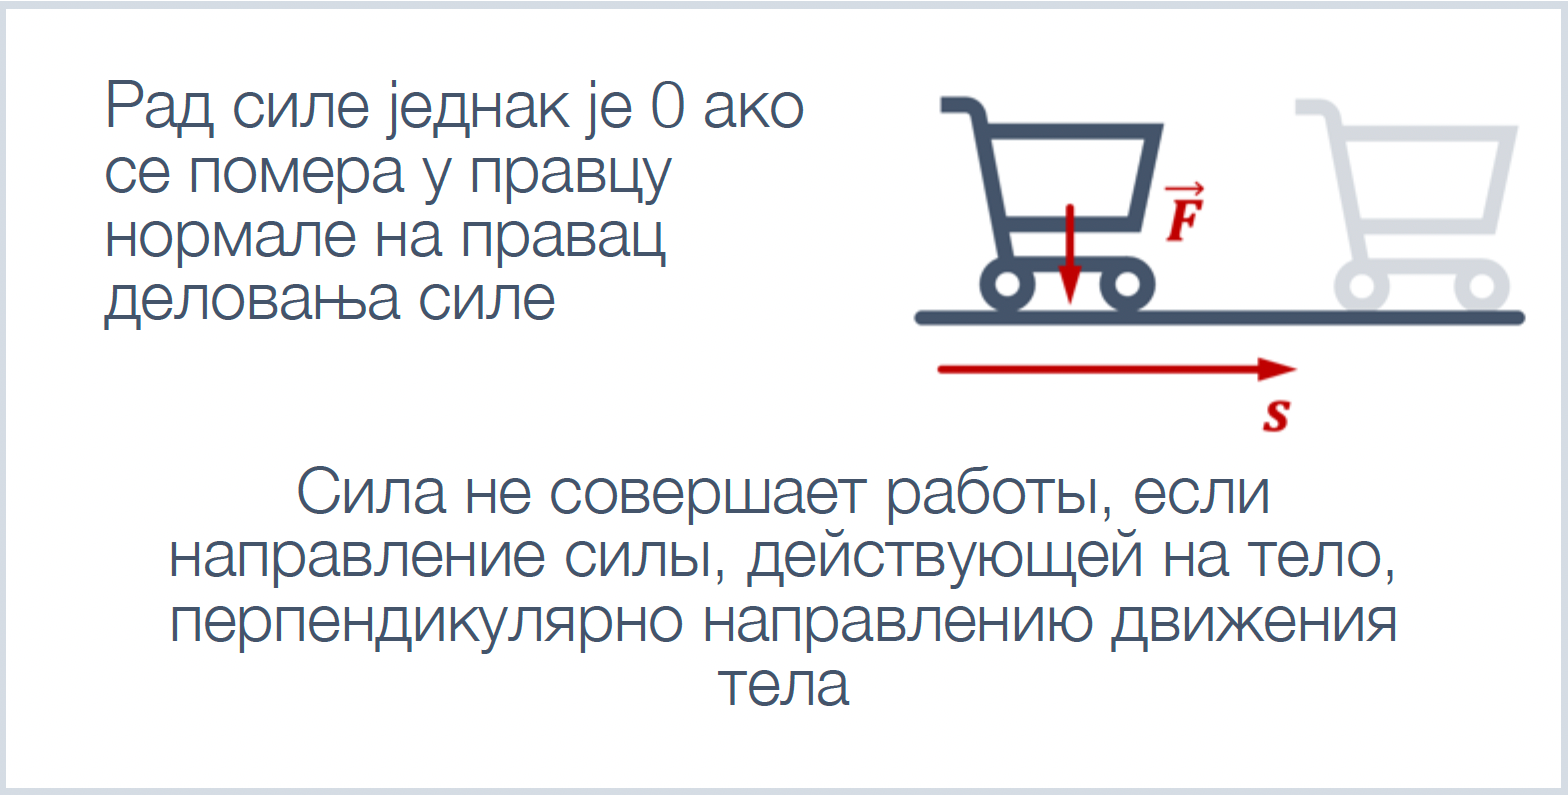 Рад силе једнак је 0 ако
се помера у правцу
нормале на правац
деловања силе
F
s
Сила не совершает работы, если
направление силы, действующей на тело,
перпендикулярно направлению движения
тела